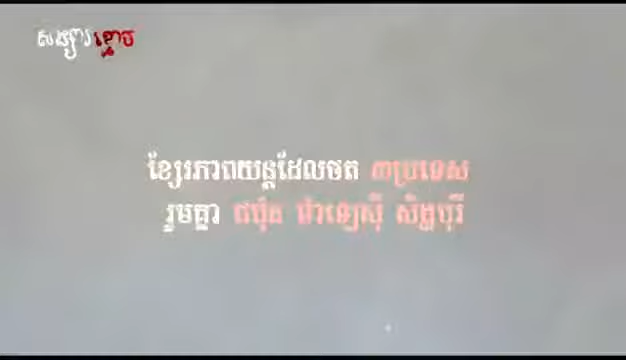 សង្សារខ្មោច
ខ្សែរភាពយន្តដែលថត ៣ប្រទេស
រួមគ្នា ជប៉ុន ម៉ាឡេស៊ី សិង្ហបុរី